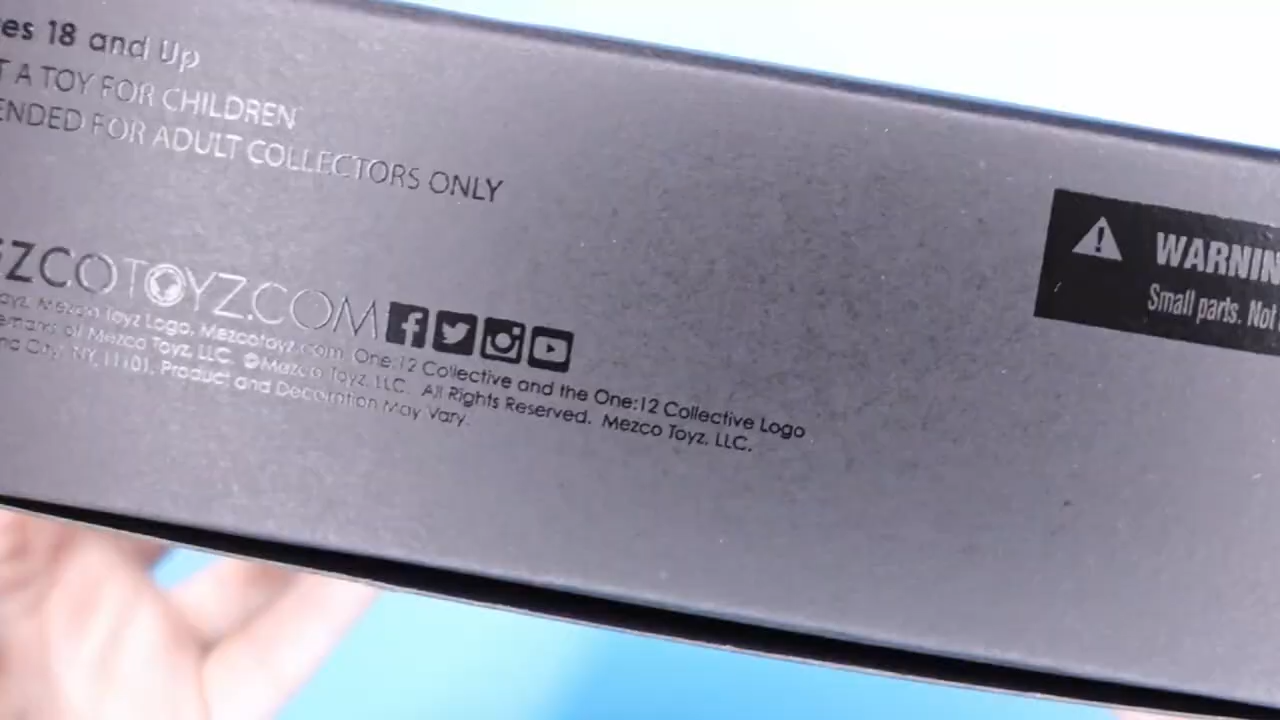 es 18 and Up
T A TOY FOR CHILDREN
ENDED FOR ADULT COLLECTORS ONLY
EZCOTOYZ.COM
oyz, Mezco Toyz Logo, Mezcotoyz.com, One:12 Collective and the One:12 Collective Logo
emarks of Mezco Toyz, LLC. ©Mezco Toyz, LLC. All Rights Reserved. Mezco Toyz, LLC.
nd City, NY, 11101. Product and Decoration May Vary.
WARNIN
Small parts. Not